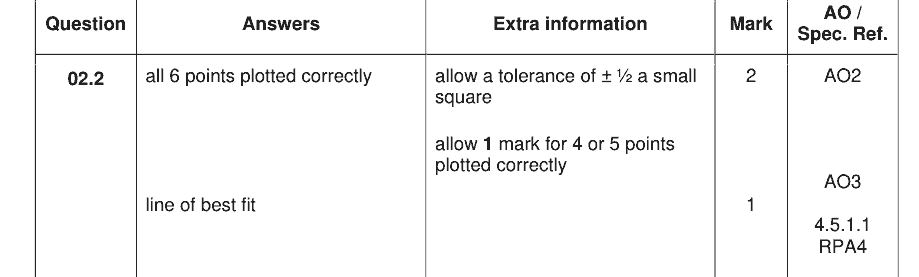 Question Answers Extra information Mark AO /
Spec. Ref.
02.2 all 6 points plotted correctly allow a tolerance of ± ½ a small 2 AO2
square
allow 1 mark for 4 or 5 points
plotted correctly
AO3
line of best fit 1
4.5.1.1
RPA4